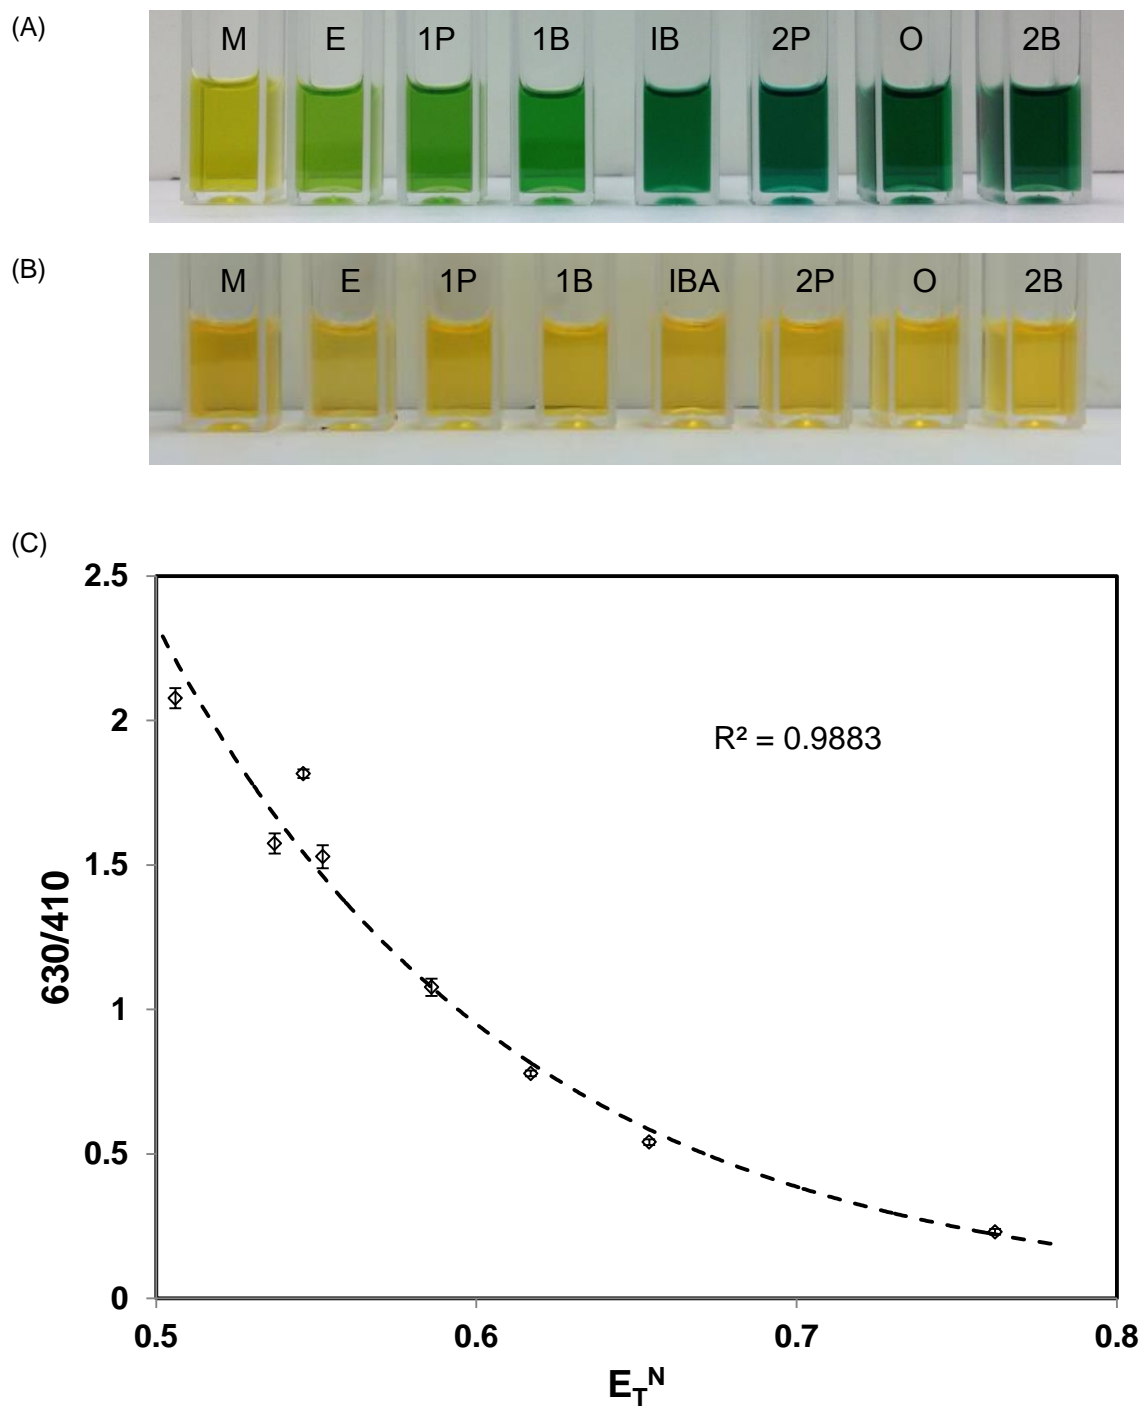 (A)
M E 1P 1B IB 2P O 2B
(B)
M E 1P 1B IBA 2P O 2B
(C)
2.5
2
1.5
1
0.5
0
630/410
R² = 0.9883
0.5 0.6 0.7 0.8
E_T^N